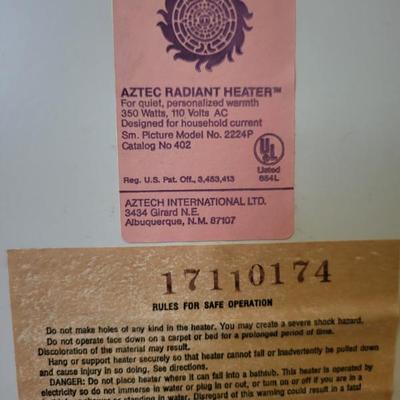 AZTEC RADIANT HEATER™
For quiet, personalized warmth
350 Watts, 110 Volts AC
Designed for household current
Sm. Picture Model No. 2224P
Catalog No 402
UL
Listed
654L
Reg. U.S. Pat. Off., 3,453,413
AZTECH INTERNATIONAL LTD.
3434 Girard N.E.
Albuquerque, N.M. 87107
17110174
RULES FOR SAFE OPERATION
Do not make holes of any kind in the heater. You may create a severe shock hazard.
Do not operate face down on a carpet or bed for a prolonged period of time.
Discoloration of the material may result.
Hang or support heater securely so that heater cannot fall or inadvertently be pulled down
and cause injury in so doing. See directions.
DANGER: Do not place heater where it can fall into a bathtub. This heater is operated by
electricity so do not immerse in water or plug in or out, or turn on or off if you are in a
or standing in water. Disregard of this warning could result in a fatal